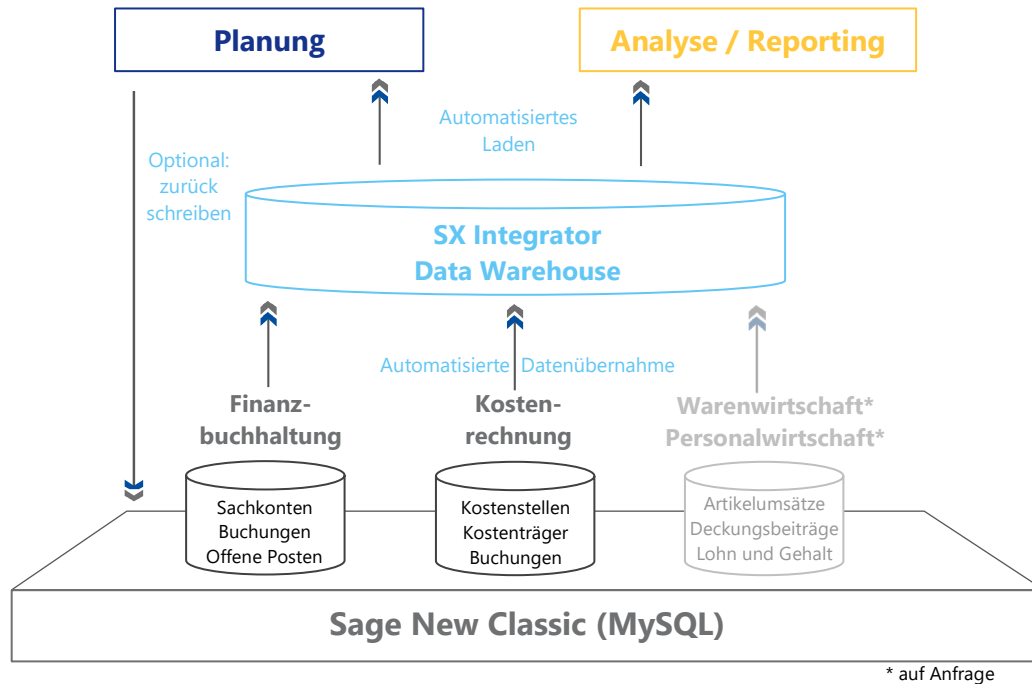 Planung
Analyse / Reporting
Automatisiertes
Laden
Optional:
zurück
schreiben
SX Integrator
Data Warehouse
Automatisierte Datenübernahme
Finanz-
buchhaltung
Kosten-
rechnung
Warenwirtschaft*
Personalwirtschaft*
Sachkonten
Buchungen
Offene Posten
Kostenstellen
Kostenträger
Buchungen
Artikelumsätze
Deckungsbeiträge
Lohn und Gehalt
Sage New Classic (MySQL)
* auf Anfrage